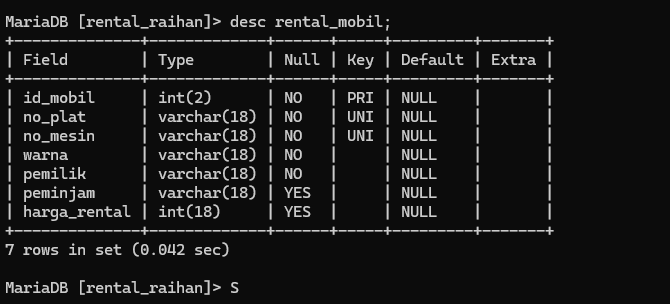 MariaDB [rental_raihan]> desc rental_mobil;
+--------------+-------------+------+-----+---------+-------+
| Field        | Type        | Null | Key | Default | Extra |
+--------------+-------------+------+-----+---------+-------+
| id_mobil     | int(2)      | NO   | PRI | NULL    |       |
| no_plat      | varchar(18) | NO   | UNI | NULL    |       |
| no_mesin     | varchar(18) | NO   | UNI | NULL    |       |
| warna        | varchar(18) | NO   |     | NULL    |       |
| pemilik      | varchar(18) | NO   |     | NULL    |       |
| peminjam     | varchar(18) | YES  |     | NULL    |       |
| harga_rental | int(18)     | YES  |     | NULL    |       |
+--------------+-------------+------+-----+---------+-------+
7 rows in set (0.042 sec)
MariaDB [rental_raihan]> S